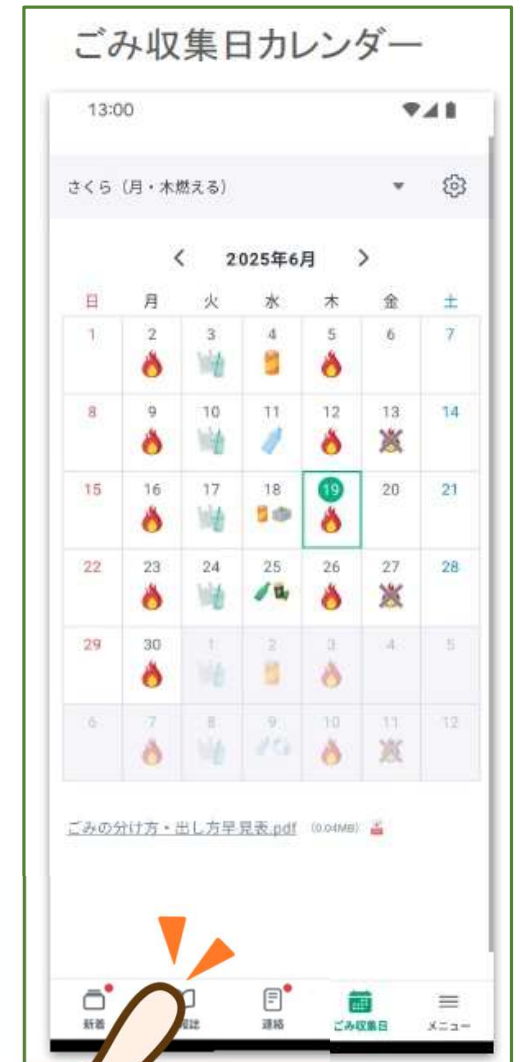 ごみ収集日カレンダー
13:00
さくら（月・木燃える）
< 2025年6月 >
日 月 火 水 木 金 土
1 2 3 4 5 6 7
8 9 10 11 12 13 14
15 16 17 18 19 20 21
22 23 24 25 26 27 28
29 30 1 2 3 4 5
6 7 8 9 10 11 12
ごみの分け方・出し方早見表.pdf (0.04MB)
新着 連絡 ごみ収集日 メニュー